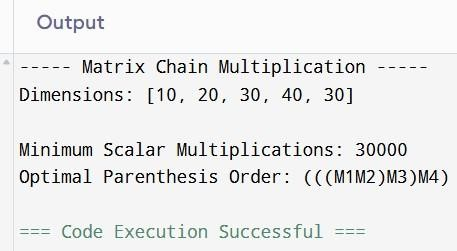 Output
----- Matrix Chain Multiplication -----
Dimensions: [10, 20, 30, 40, 30]
Minimum Scalar Multiplications: 30000
Optimal Parenthesis Order: (((M1M2)M3)M4)
=== Code Execution Successful ===